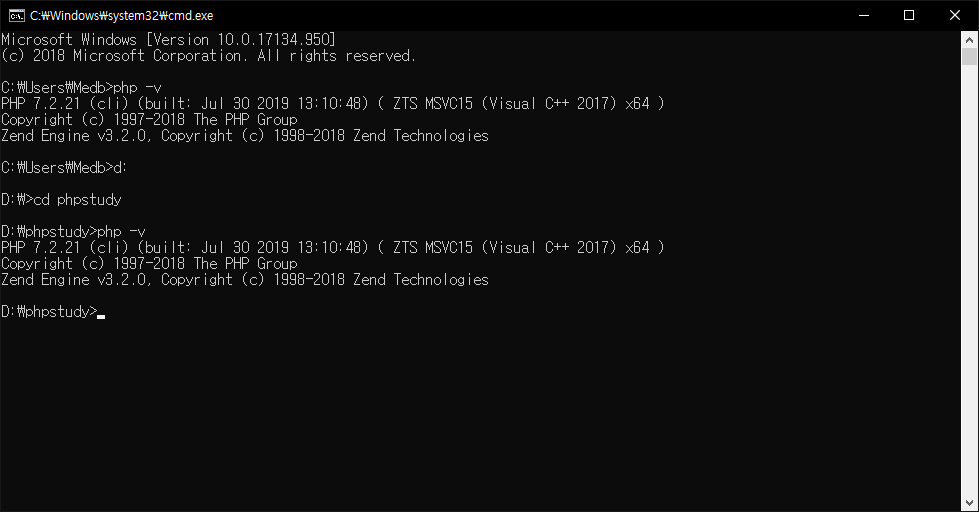 C:₩Windows₩system32₩cmd.exe
Microsoft Windows [Version 10.0.17134.950]
(c) 2018 Microsoft Corporation. All rights reserved.
C:₩Users₩Medb>php -v
PHP 7.2.21 (cli) (built: Jul 30 2019 13:10:48) ( ZTS MSVC15 (Visual C++ 2017) x64 )
Copyright (c) 1997-2018 The PHP Group
Zend Engine v3.2.0, Copyright (c) 1998-2018 Zend Technologies
C:₩Users₩Medb>d:
D:₩>cd phpstudy
D:₩phpstudy>php -v
PHP 7.2.21 (cli) (built: Jul 30 2019 13:10:48) ( ZTS MSVC15 (Visual C++ 2017) x64 )
Copyright (c) 1997-2018 The PHP Group
Zend Engine v3.2.0, Copyright (c) 1998-2018 Zend Technologies
D:₩phpstudy>